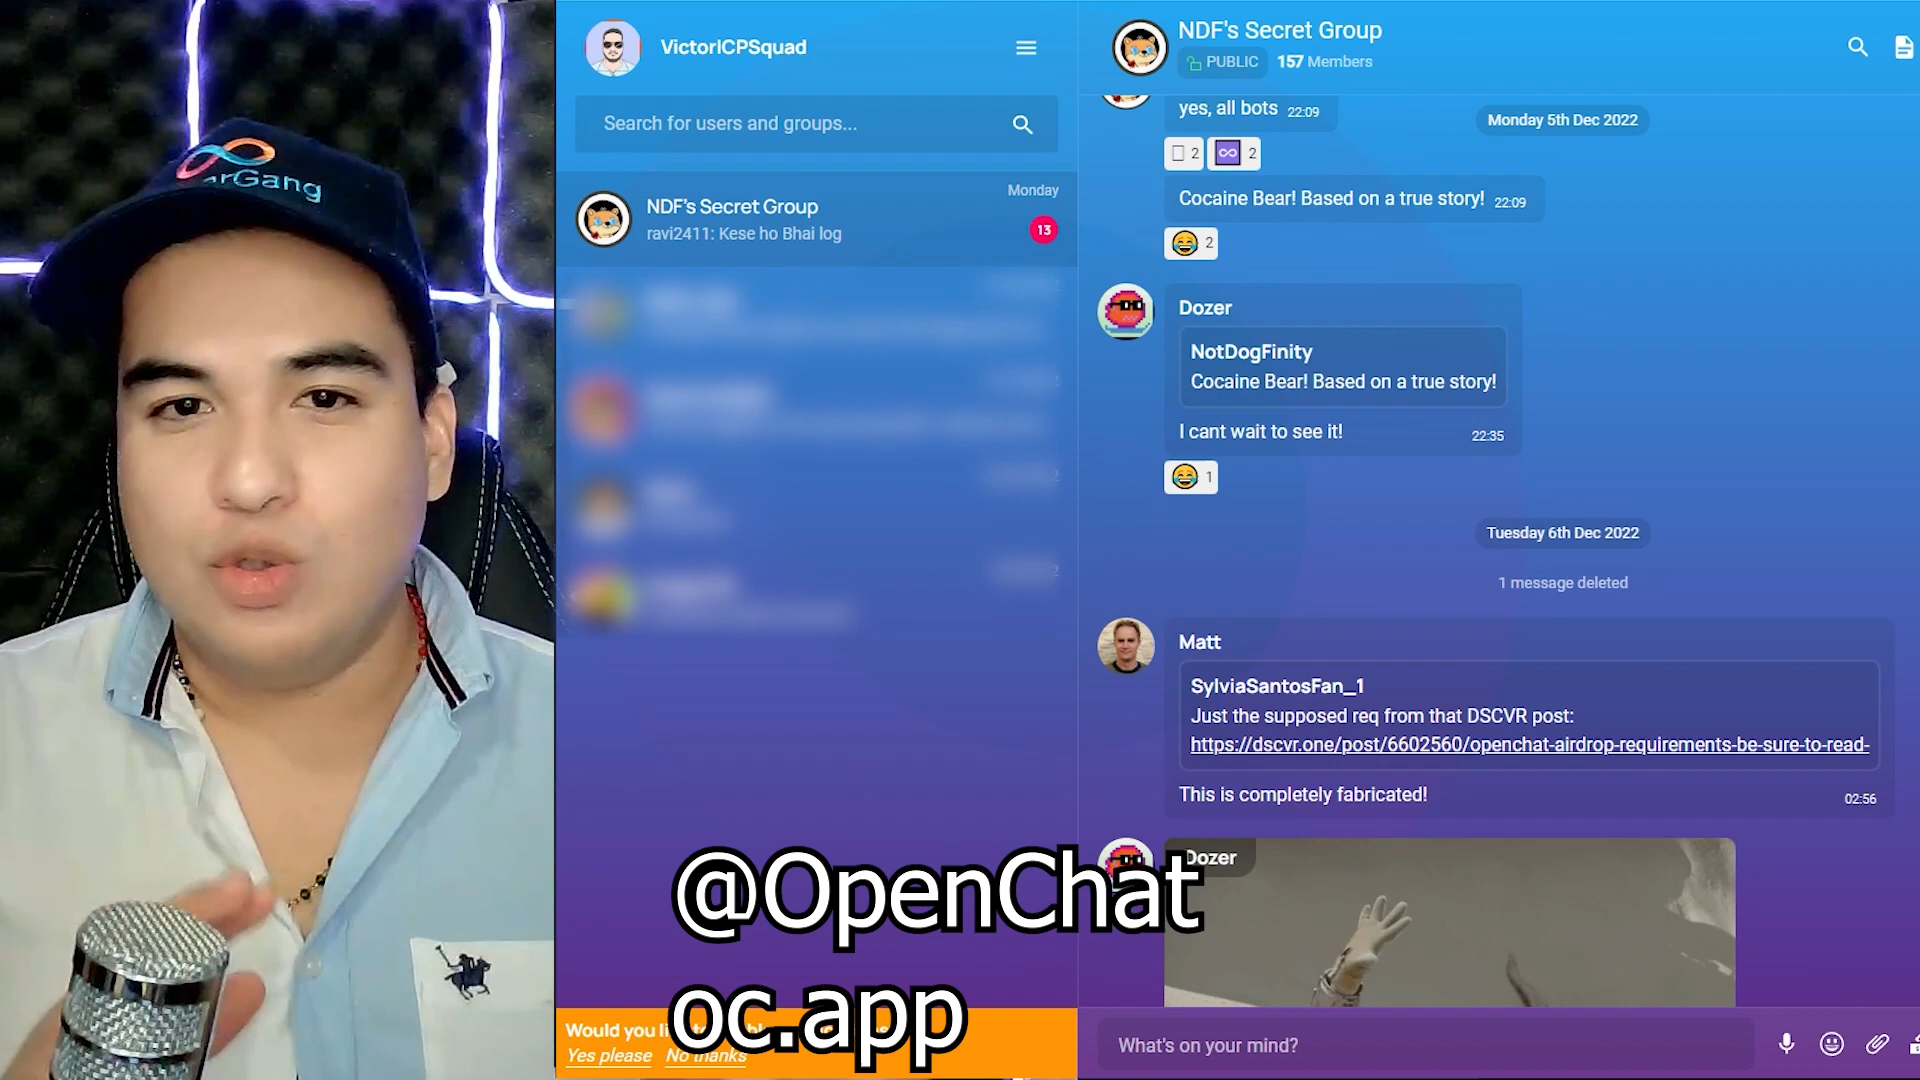 arGang
VictorICPSquad
Search for users and groups...
NDF's Secret Group
Monday
ravi2411: Kese ho Bhai log
13
Would you
Yes please No thanks
NDF's Secret Group
PUBLIC 157 Members
yes, all bots 22:09
Monday 5th Dec 2022
2 2
Cocaine Bear! Based on a true story! 22:09
2
Dozer
NotDogFinity
Cocaine Bear! Based on a true story!
I cant wait to see it! 22:35
1
Tuesday 6th Dec 2022
1 message deleted
Matt
SylviaSantosFan_1
Just the supposed req from that DSCVR post:
https://dscvr.one/post/6602560/openchat-airdrop-requirements-be-sure-to-read-
This is completely fabricated!
02:56
Dozer
What's on your mind?
@OpenChat
oc.app